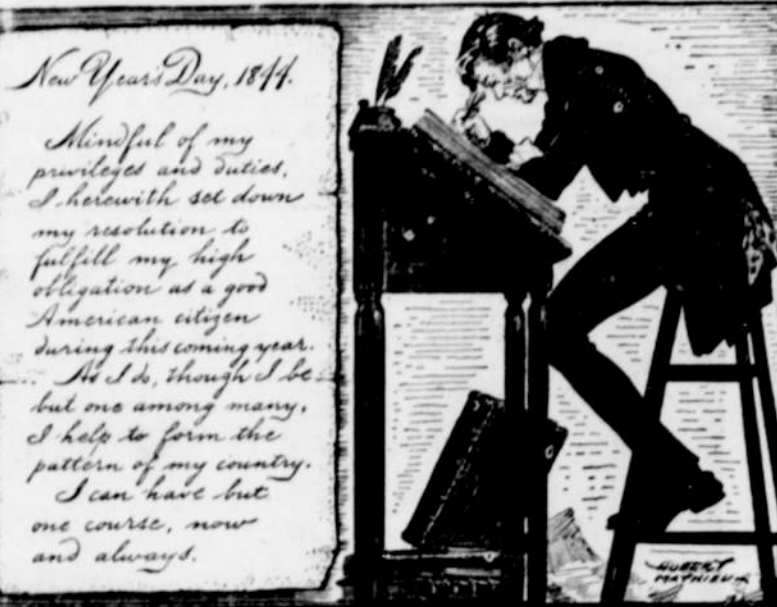 New Year's Day, 1844.
Mindful of my
privileges and duties,
I herewith set down
my resolution to
fulfill my high
obligation as a good
American citizen
during this coming year.
As I do, though I be
but one among many,
I help to form the
pattern of my country.
I can have but
one course, now
and always.
HUBERT
MATHIEU